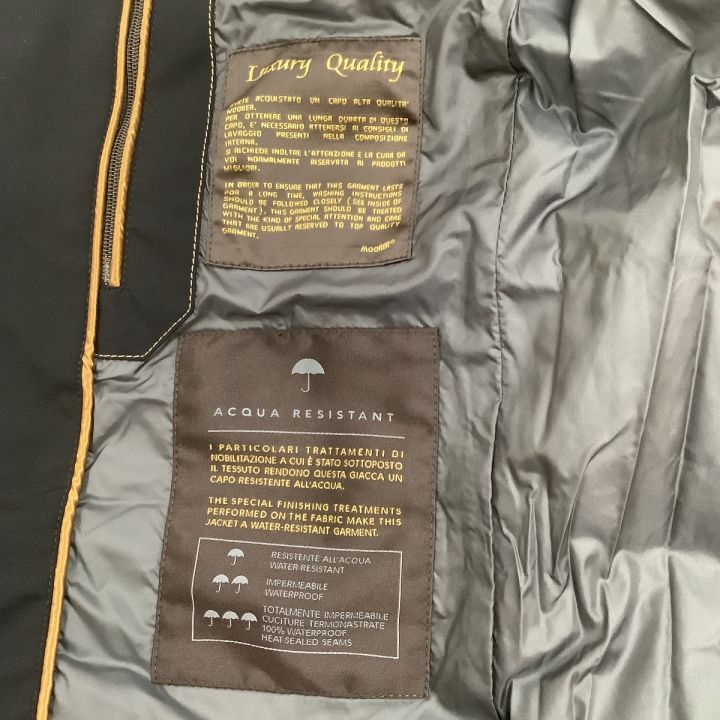 Luxury Quality
AVETE ACQUISTATO UN CAPO ALTA QUALITA'
MOORER.
PER OTTENERE UNA LUNGA DURATA DI QUESTO
CAPO, E' NECESSARIO ATTENERSI AI CONSIGLI DI
LAVAGGIO PRESENTI NELLA COMPOSIZIONE
INTERNA.
SI RICHIEDE INOLTRE L'ATTENZIONE E LA CURA DA
VOI NORMALMENTE RISERVATA AI PRODOTTI
MIGLIORI.
IN ORDER TO ENSURE THAT THIS GARMENT LASTS
FOR A LONG TIME, WASHING INSTRUCTIONS
SHOULD BE FOLLOWED CLOSELY (SEE INSIDE OF
GARMENT). THIS GARMENT SHOULD BE TREATED
WITH THE KIND OF SPECIAL ATTENTION AND CARE
THAT ARE USUALLY RESERVED TO TOP QUALITY
GARMENT.
MOORER®
ACQUA RESISTANT
I PARTICOLARI TRATTAMENTI DI
NOBILITAZIONE A CUI È STATO SOTTOPOSTO
IL TESSUTO RENDONO QUESTA GIACCA UN
CAPO RESISTENTE ALL'ACQUA.
THE SPECIAL FINISHING TREATMENTS
PERFORMED ON THE FABRIC MAKE THIS
JACKET A WATER-RESISTANT GARMENT.
RESISTENTE ALL'ACQUA
WATER-RESISTANT
IMPERMEABILE
WATERPROOF
TOTALMENTE IMPERMEABILE
CUCITURE TERMONASTRATE
100% WATERPROOF
HEAT-SEALED SEAMS